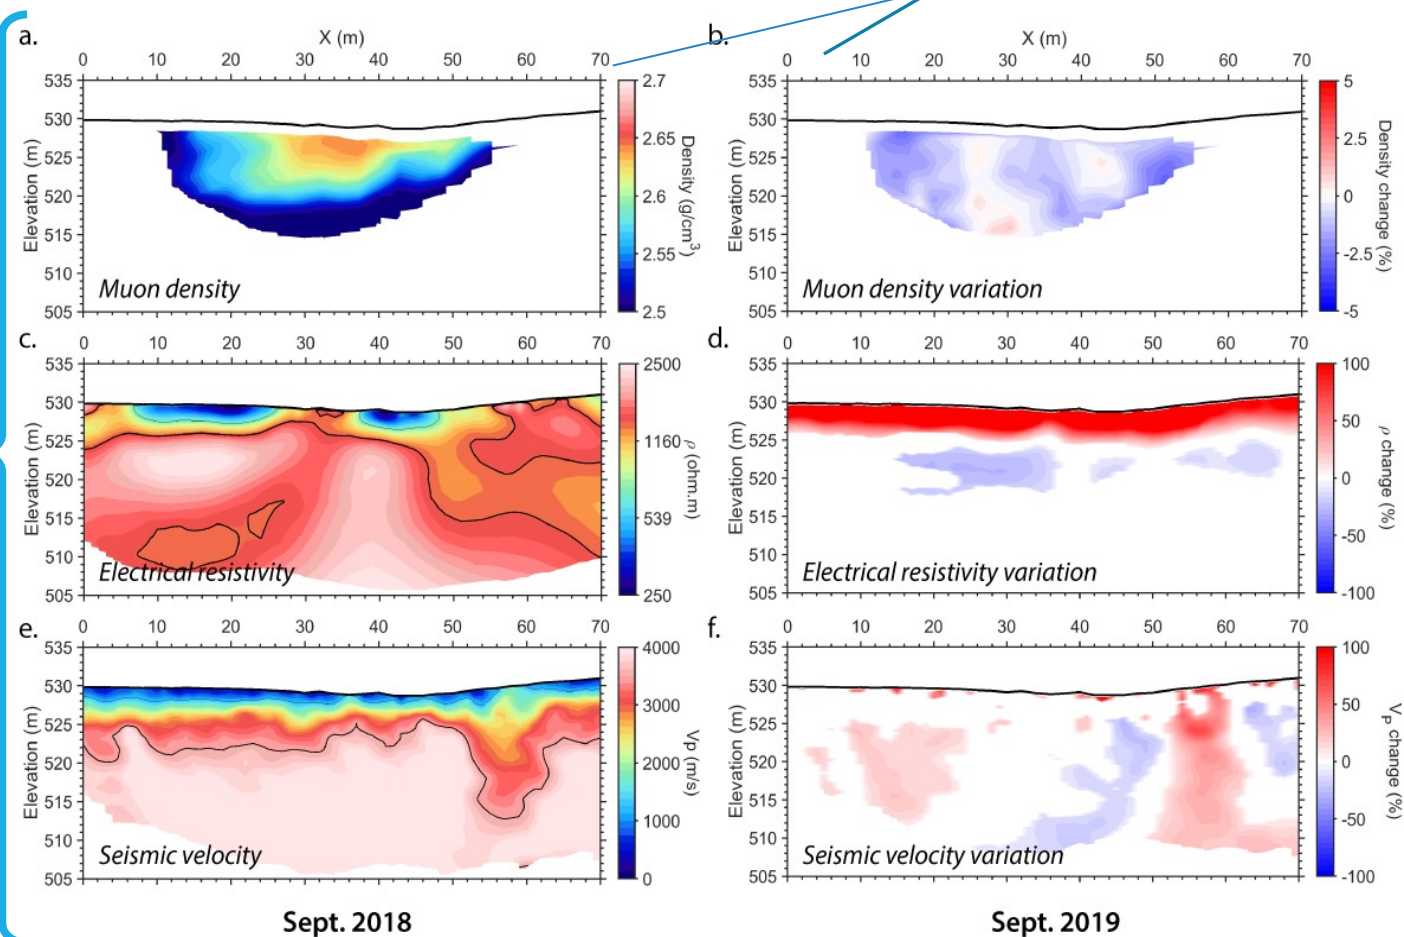 a.
X (m)
0 10 20 30 40 50 60 70
535
530
525
520
515
510
505
Elevation (m)
Muon density
2.7
2.65
2.6
2.55
2.5
Density (g/cm³)
b.
X (m)
0 10 20 30 40 50 60 70
535
530
525
520
515
510
505
Elevation (m)
Muon density variation
5
2.5
0
-2.5
-5
Density change (%)
c.
0 10 20 30 40 50 60 70
535
530
525
520
515
510
505
Elevation (m)
Electrical resistivity
2500
1160
539
250
ρ (ohm.m)
d.
0 10 20 30 40 50 60 70
535
530
525
520
515
510
505
Elevation (m)
Electrical resistivity variation
100
50
0
-50
-100
ρ change (%)
e.
0 10 20 30 40 50 60 70
535
530
525
520
515
510
505
Elevation (m)
Seismic velocity
4000
3000
2000
1000
0
Vp (m/s)
f.
0 10 20 30 40 50 60 70
535
530
525
520
515
510
505
Elevation (m)
Seismic velocity variation
100
50
0
-50
-100
VP change (%)
Sept. 2018
Sept. 2019